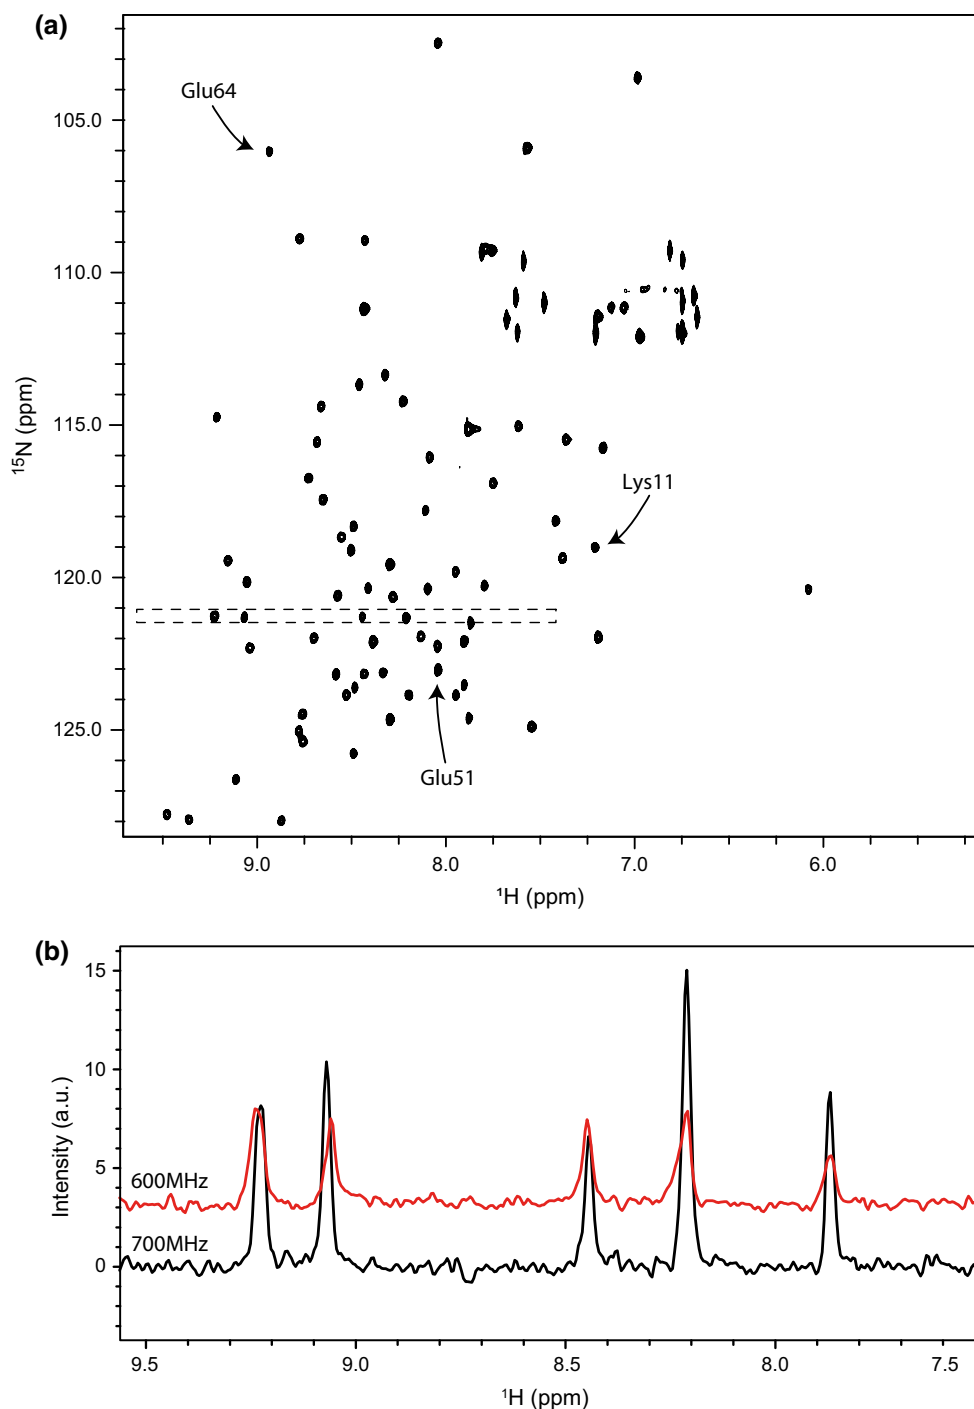 (a)
Glu64
105.0
110.0
115.0
120.0
125.0
¹⁵N (ppm)
Lys11
Glu51
9.0 8.0 7.0 6.0
¹H (ppm)
(b)
15
10
5
0
Intensity (a.u.)
600MHz
700MHz
9.5 9.0 8.5 8.0 7.5
¹H (ppm)